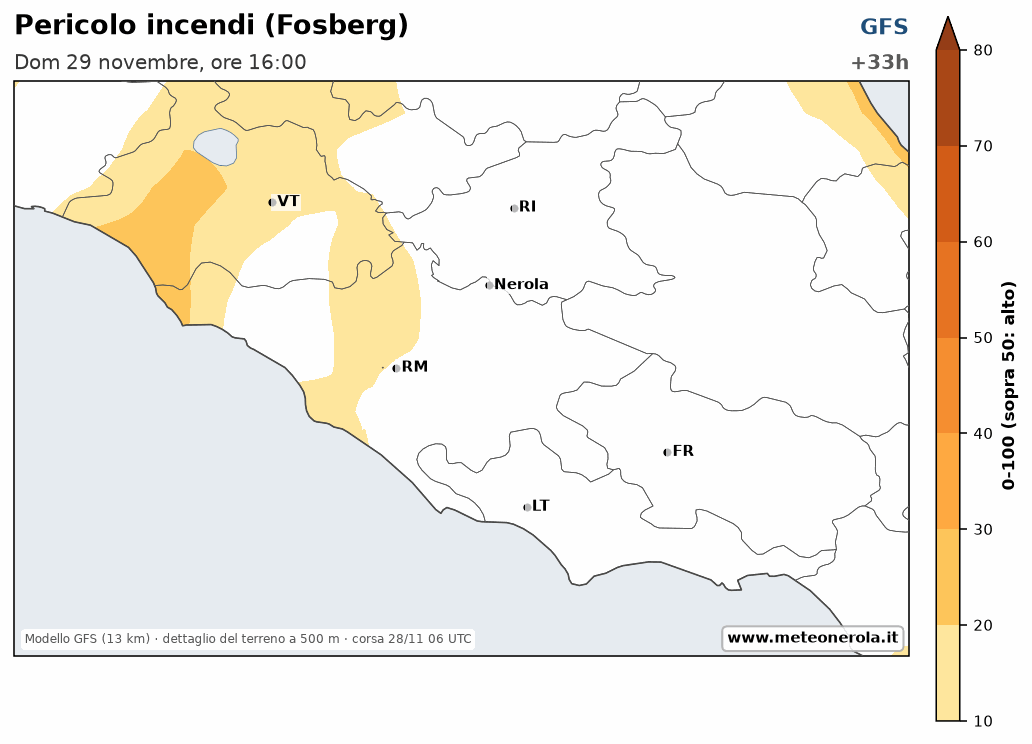 Pericolo incendi (Fosberg)
GFS
Dom 29 novembre, ore 16:00
+33h
VT
RI
Nerola
RM
FR
LT
Modello GFS (13 km) · dettaglio del terreno a 500 m · corsa 28/11 06 UTC
www.meteonerola.it
80
70
60
50
40
30
20
10
0-100 (sopra 50: alto)